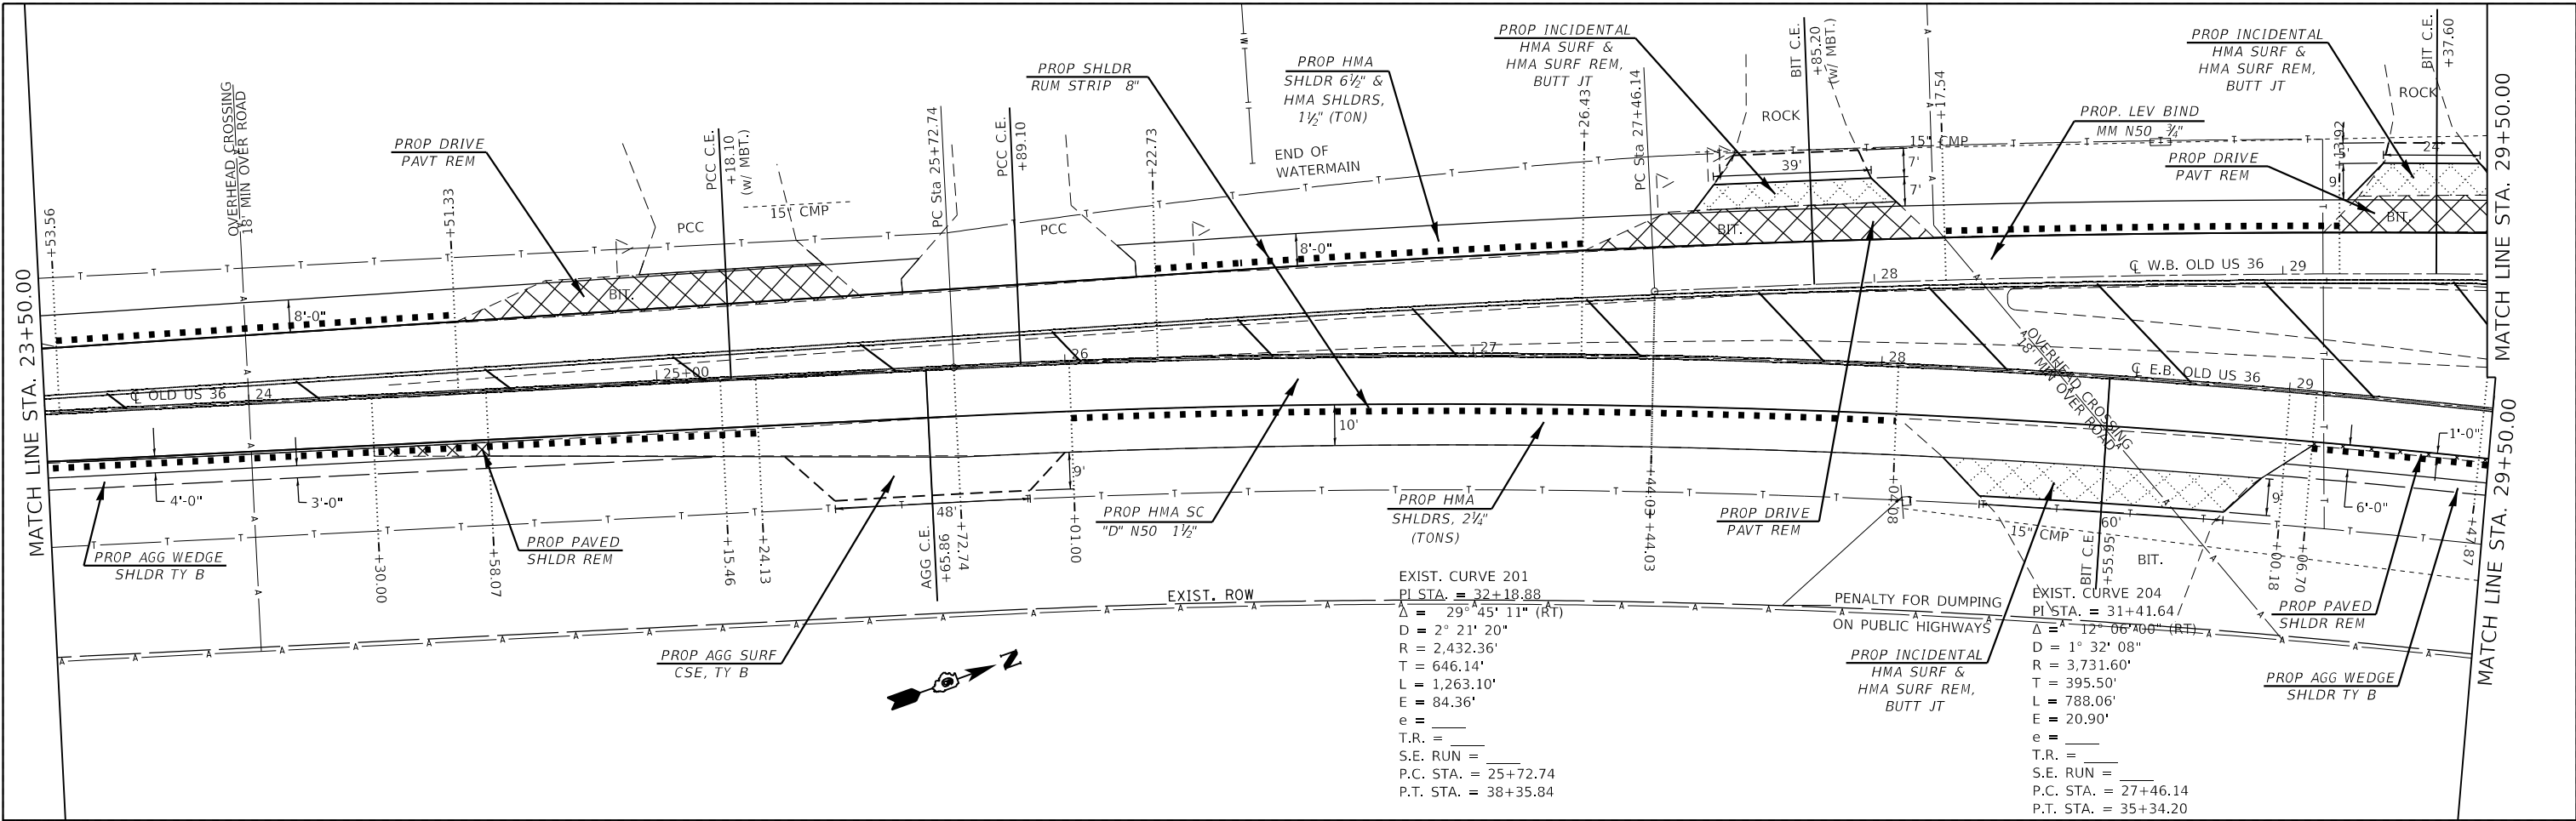 MATCH LINE STA. 23+50.00
+53.56
OVERHEAD CROSSING
18' MIN OVER ROAD
PROP DRIVE
PAVT REM
+51.33
PCC
PCC C.E.
+18.10
(w/ MBT.)
15" CMP
PC Sta 25+72.74
PCC C.E.
+89.10
PROP SHLDR
RUM STRIP 8"
PCC
+22.73
W
END OF
WATERMAIN
PROP HMA
SHLDR 6½" &
HMA SHLDRS,
1½" (TON)
PROP INCIDENTAL
HMA SURF &
HMA SURF REM,
BUTT JT
+26.43
PC Sta 27+46.14
ROCK
BIT C.E.
+85.20
(w/ MBT.)
39'
7'
7'
15" CMP
+17.54
PROP. LEV BIND
MM N50 ¾"
PROP DRIVE
PAVT REM
PROP INCIDENTAL
HMA SURF &
HMA SURF REM,
BUTT JT
+13.92
ROCK
24'
9'
BIT C.E.
+37.60
MATCH LINE STA. 29+50.00
8'-0"
BIT.
8'-0"
BIT.
BIT.
28
℄ W.B. OLD US 36
29
℄ OLD US 36
24
25+00
26
27
28
℄ E.B. OLD US 36
29
OVERHEAD CROSSING
18' MIN OVER ROAD
4'-0"
3'-0"
10'
9'
48'
1'-0"
6'-0"
9'
60'
15" CMP
BIT.
PROP AGG WEDGE
SHLDR TY B
+30.00
+58.07
PROP PAVED
SHLDR REM
+15.46
+24.13
AGG C.E.
+65.98
+72.74
+01.00
PROP HMA SC
"D" N50 1½"
PROP HMA
SHLDRS, 2¼"
(TONS)
+44.03
+44.03
PROP DRIVE
PAVT REM
+04.08
BIT C.E.
+55.95
+00.18
+06.70
+47.87
MATCH LINE STA. 29+50.00
PROP AGG SURF
CSE, TY B
N
EXIST. ROW
EXIST. CURVE 201
PI STA. = 32+18.88
Δ = 29° 45' 11" (RT)
D = 2° 21' 20"
R = 2,432.36'
T = 646.14'
L = 1,263.10'
E = 84.36'
e = ____
T.R. = ____
S.E. RUN = ____
P.C. STA. = 25+72.74
P.T. STA. = 38+35.84
PENALTY FOR DUMPING
ON PUBLIC HIGHWAYS
PROP INCIDENTAL
HMA SURF &
HMA SURF REM,
BUTT JT
EXIST. CURVE 204
PI STA. = 31+41.64
Δ = 12° 06' 00" (RT)
D = 1° 32' 08"
R = 3,731.60'
T = 395.50'
L = 788.06'
E = 20.90'
e = ____
T.R. = ____
S.E. RUN = ____
P.C. STA. = 27+46.14
P.T. STA. = 35+34.20
PROP PAVED
SHLDR REM
PROP AGG WEDGE
SHLDR TY B